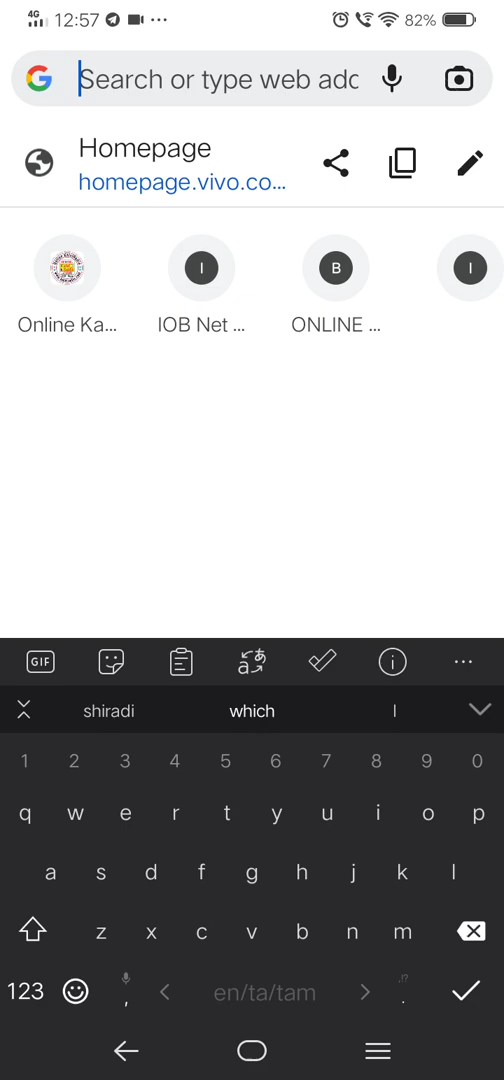 4G 12:57 82%
Search or type web adc
Homepage
homepage.vivo.co...
I B I
Online Ka... IOB Net ... ONLINE ...
GIF
shiradi which I
1 2 3 4 5 6 7 8 9 0
q w e r t y u i o p
a s d f g h j k l
z x c v b n m
123 , < en/ta/tam > .